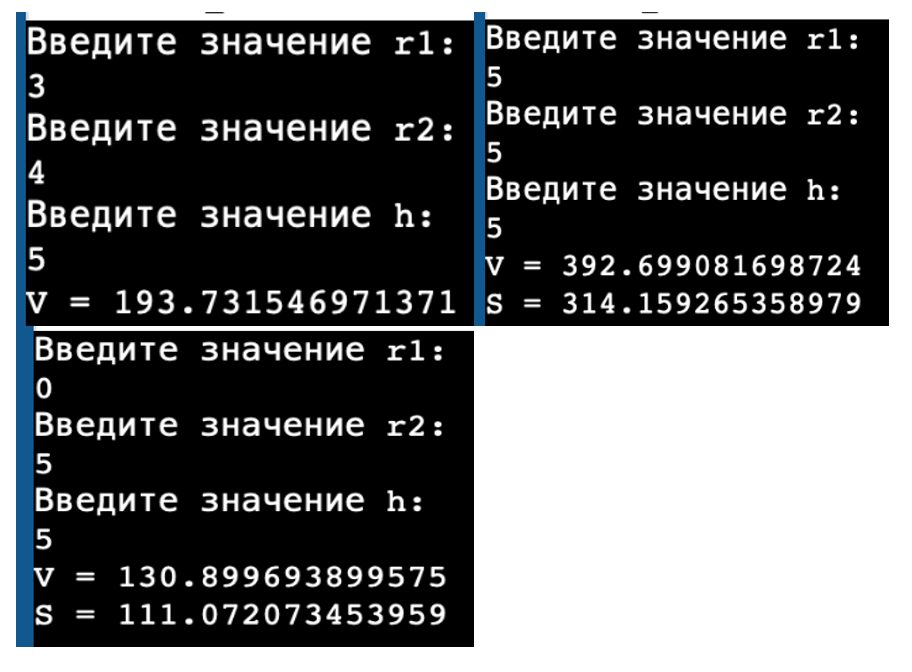 Введите значение r1:
3
Введите значение r2:
4
Введите значение h:
5
V = 193.731546971371
Введите значение r1:
5
Введите значение r2:
5
Введите значение h:
5
V = 392.699081698724
S = 314.159265358979
Введите значение r1:
0
Введите значение r2:
5
Введите значение h:
5
V = 130.899693899575
S = 111.072073453959